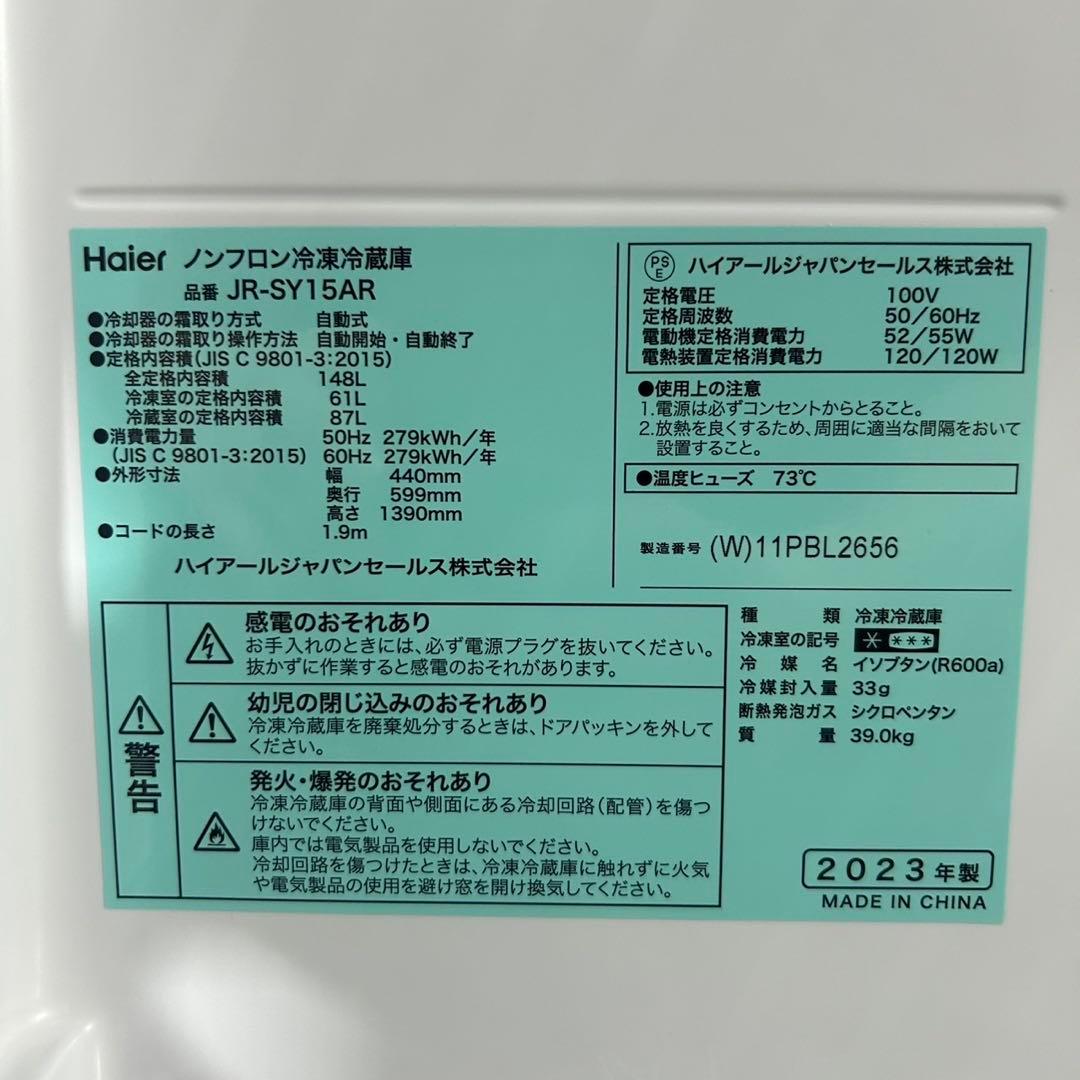 Haier ノンフロン冷凍冷蔵庫
品番 JR-SY15AR
●冷却器の霜取り方式 自動式
●冷却器の霜取り操作方法 自動開始・自動終了
●定格内容積(JIS C 9801-3:2015)
全定格内容積 148L
冷凍室の定格内容積 61L
冷蔵室の定格内容積 87L
●消費電力量 50Hz 279kWh/年
(JIS C 9801-3:2015) 60Hz 279kWh/年
●外形寸法 幅 440mm
奥行 599mm
高さ 1390mm
●コードの長さ 1.9m
ハイアールジャパンセールス株式会社
PSE ハイアールジャパンセールス株式会社
定格電圧 100V
定格周波数 50/60Hz
電動機定格消費電力 52/55W
電熱装置定格消費電力 120/120W
●使用上の注意
1.電源は必ずコンセントからとること。
2.放熱を良くするため、周囲に適当な間隔をおいて
設置すること。
●温度ヒューズ 73℃
製造番号 (W)11PBL2656
警告
感電のおそれあり
お手入れのときには、必ず電源プラグを抜いてください。
抜かずに作業すると感電のおそれがあります。
幼児の閉じ込みのおそれあり
冷凍冷蔵庫を廃棄処分するときは、ドアパッキンを外して
ください。
発火・爆発のおそれあり
冷凍冷蔵庫の背面や側面にある冷却回路(配管)を傷つ
けないでください。
庫内では電気製品を使用しないでください。
冷却回路を傷つけたときは、冷凍冷蔵庫に触れずに火気
や電気製品の使用を避け窓を開け換気してください。
種類 冷凍冷蔵庫
冷凍室の記号 * ***
冷媒名 イソブタン(R600a)
冷媒封入量 33g
断熱発泡ガス シクロペンタン
質量 39.0kg
2023年製
MADE IN CHINA